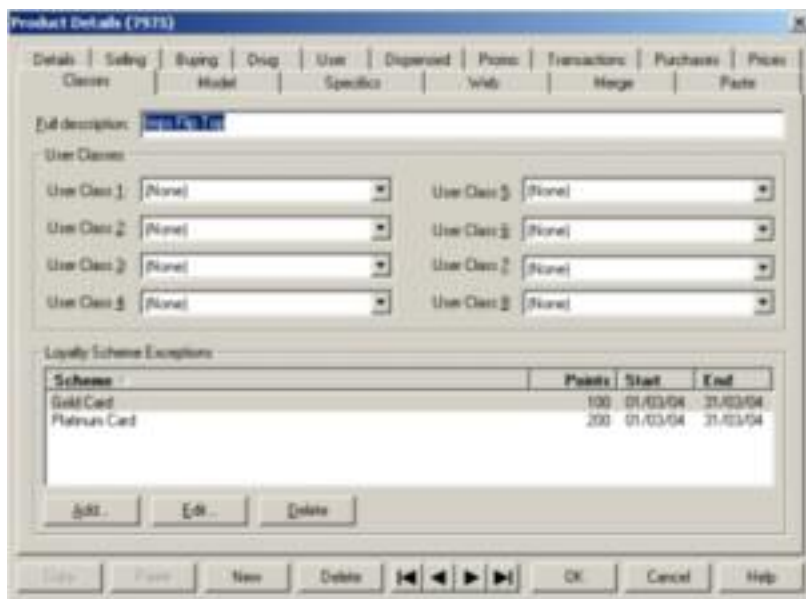 Product Details (7975)
Details Selling Buying Drug User Dispensed Promo Transactions Purchases Prices
Classes Model Specifics Web Merge Paste
Full description:
User Classes
User Class 1: (None) User Class 5: (None)
User Class 2: (None) User Class 6: (None)
User Class 3: (None) User Class 7: (None)
User Class 4: (None) User Class 8: (None)
Loyalty Scheme Exceptions
Scheme Points Start End
Gold Card 100 01/03/04 31/03/04
Platinum Card 200 01/03/04 31/03/04
Add... Edit... Delete
Copy Paste New Delete OK Cancel Help